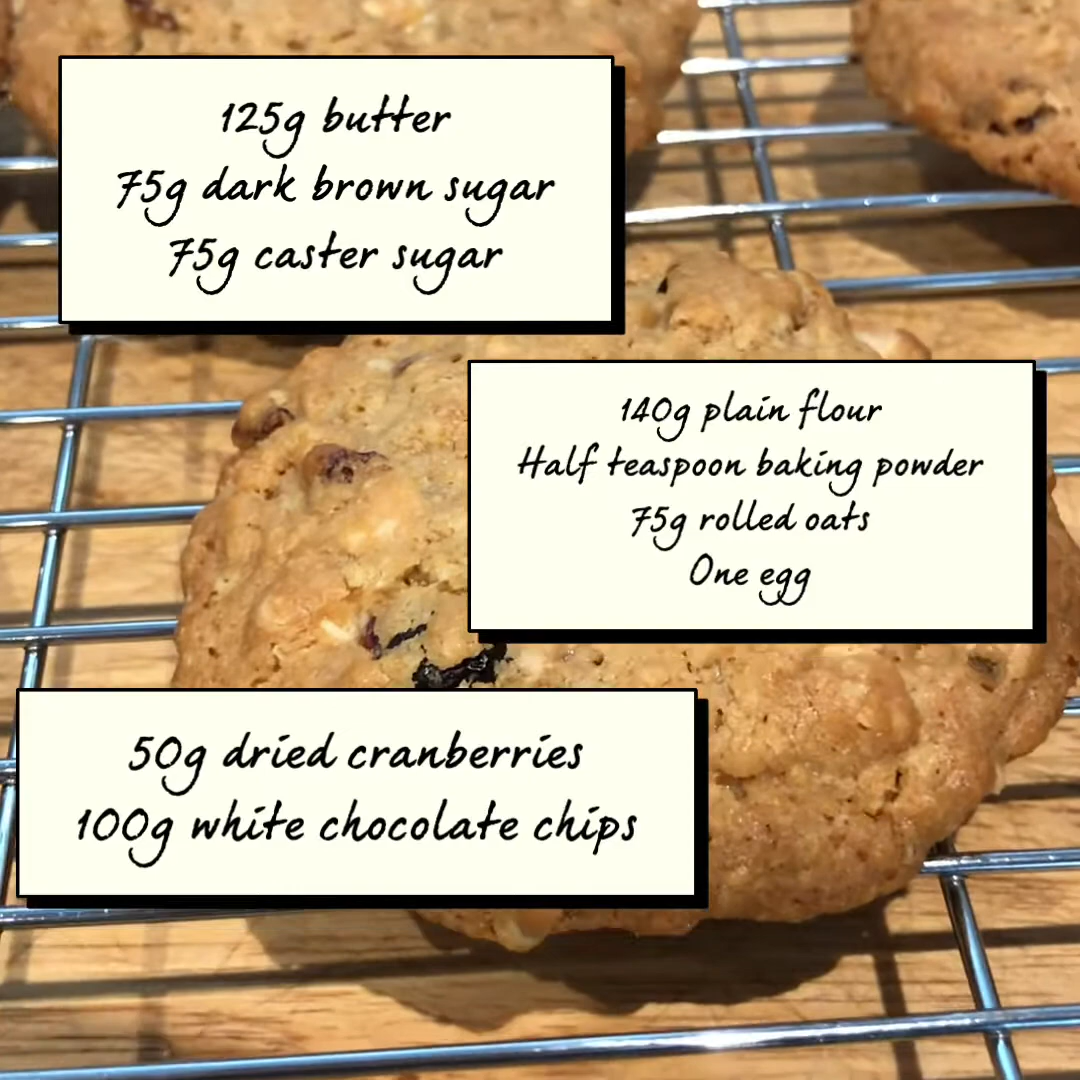 125g butter
75g dark brown sugar
75g caster sugar
140g plain flour
Half teaspoon baking powder
75g rolled oats
One egg
50g dried cranberries
100g white chocolate chips